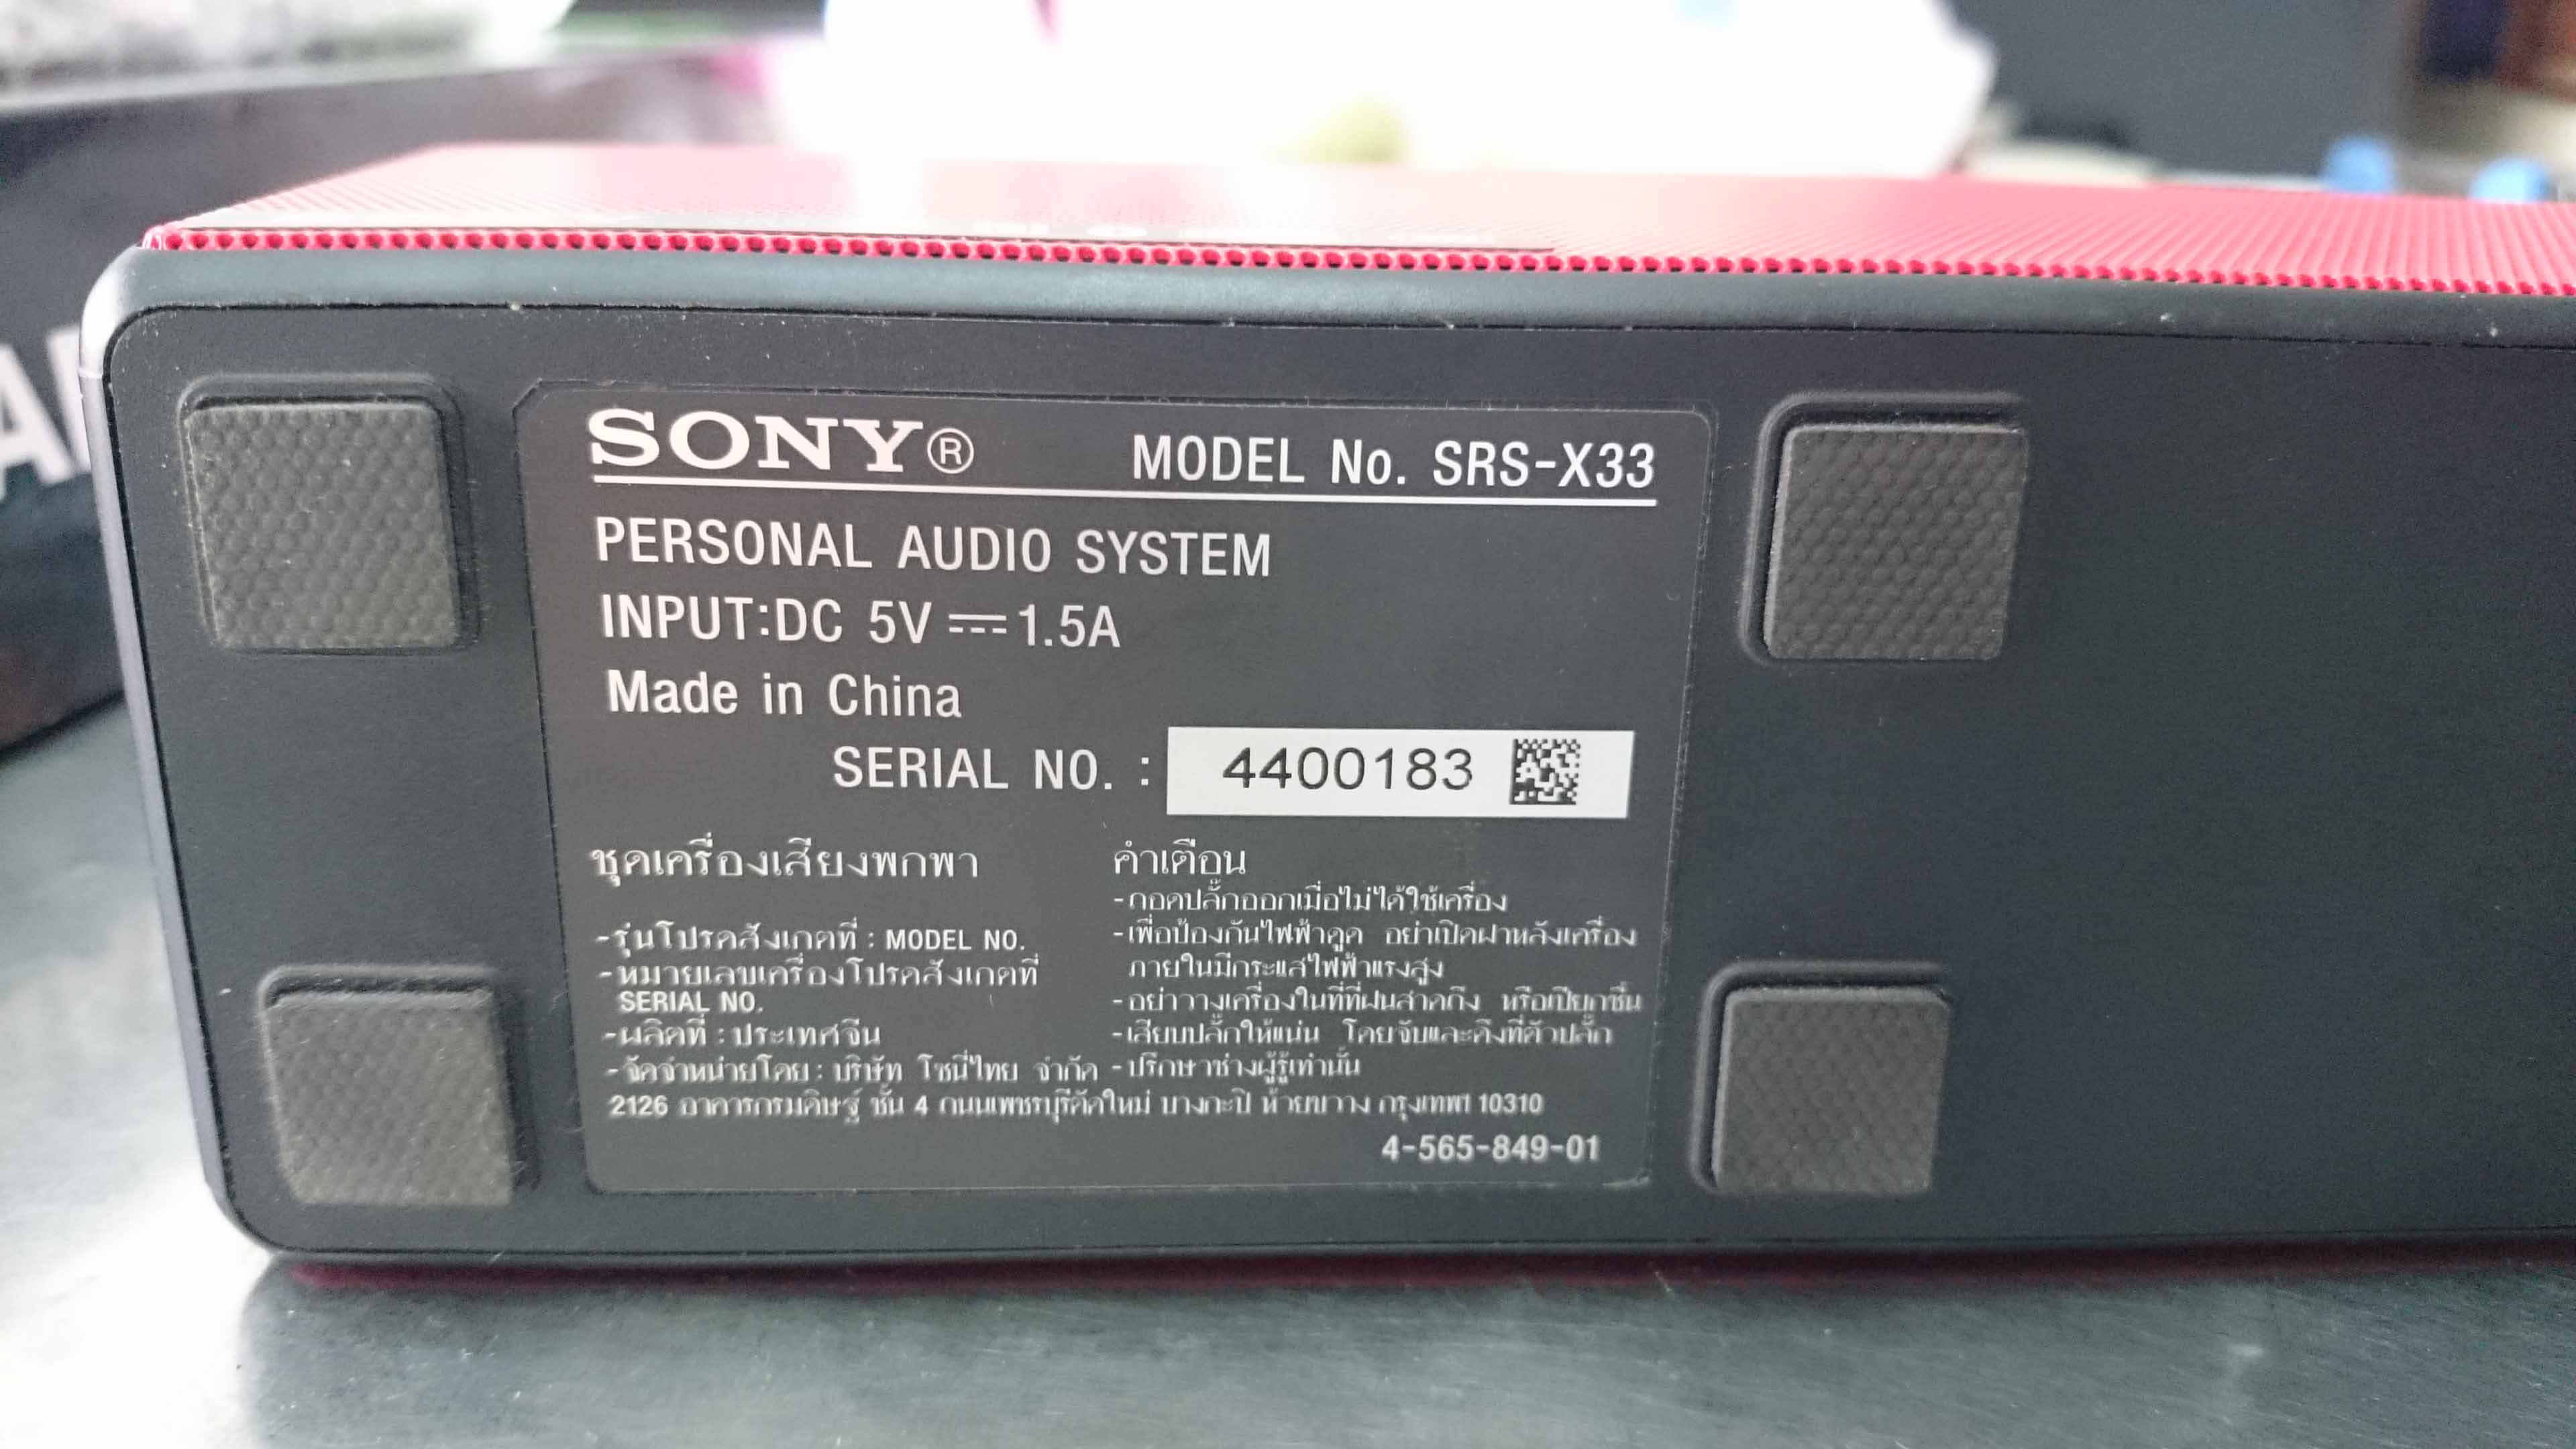 SONY® MODEL No. SRS-X33
PERSONAL AUDIO SYSTEM
INPUT:DC 5V ⎓ 1.5A
Made in China
SERIAL NO. : 4400183
ชุดเครื่องเสียงพกพา
-รุ่นโปรดสังเกตที่ : MODEL NO.
-หมายเลขเครื่องโปรดสังเกตที่
SERIAL NO.
-ผลิตที่ : ประเทศจีน
-จัดจำหน่ายโดย : บริษัท โซนี่ไทย จำกัด
คำเตือน
-ถอดปลั๊กออกเมื่อไม่ได้ใช้เครื่อง
-เพื่อป้องกันไฟฟ้าดูด อย่าเปิดฝาหลังเครื่อง
ภายในมีกระแสไฟฟ้าแรงสูง
-อย่าวางเครื่องในที่ที่ฝนสาดถึง หรือเปียกชื้น
-เสียบปลั๊กให้แน่น โดยจับและดึงที่ตัวปลั๊ก
-ปรึกษาช่างผู้รู้เท่านั้น
2126 อาคารกรมดิษฐ์ ชั้น 4 ถนนเพชรบุรีตัดใหม่ บางกะปิ ห้วยขวาง กรุงเทพฯ 10310
4-565-849-01